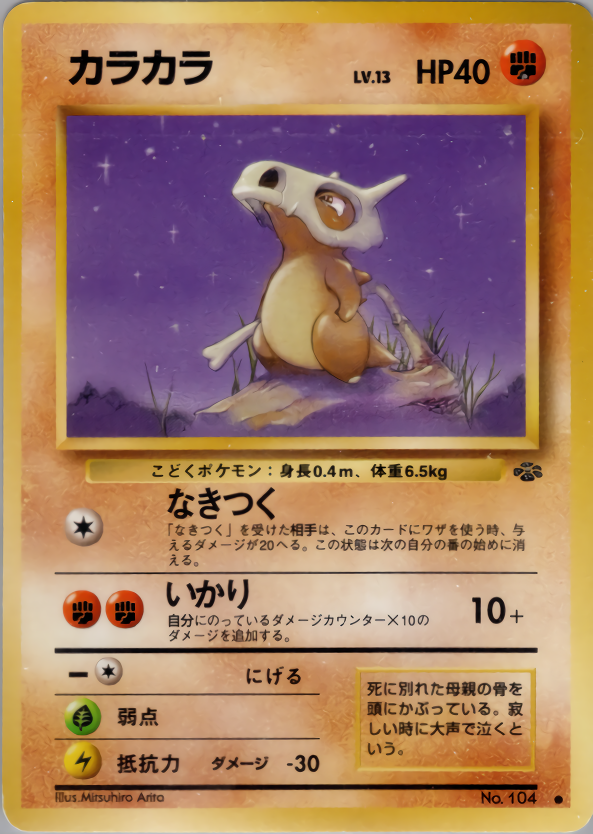 カラカラ LV.13 HP40
こどくポケモン：身長0.4m、体重6.5kg
なきつく
「なきつく」を受けた相手は、このカードにワザを使う時、与
えるダメージが20へる。この状態は次の自分の番の始めに消
える。
いかり 10+
自分にのっているダメージカウンター×10の
ダメージを追加する。
− にげる
弱点
抵抗力 ダメージ -30
死に別れた母親の骨を
頭にかぶっている。寂
しい時に大声で泣くと
いう。
Illus. Mitsuhiro Arita No. 104 ●